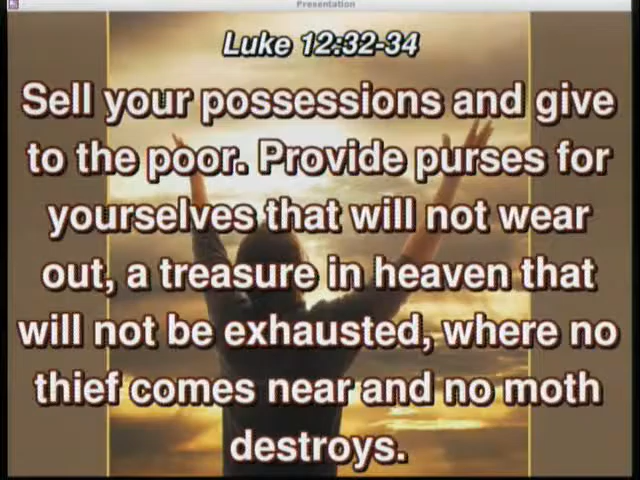 Presentation
Luke 12:32-34
Sell your possessions and give
to the poor. Provide purses for
yourselves that will not wear
out, a treasure in heaven that
will not be exhausted, where no
thief comes near and no moth
destroys.